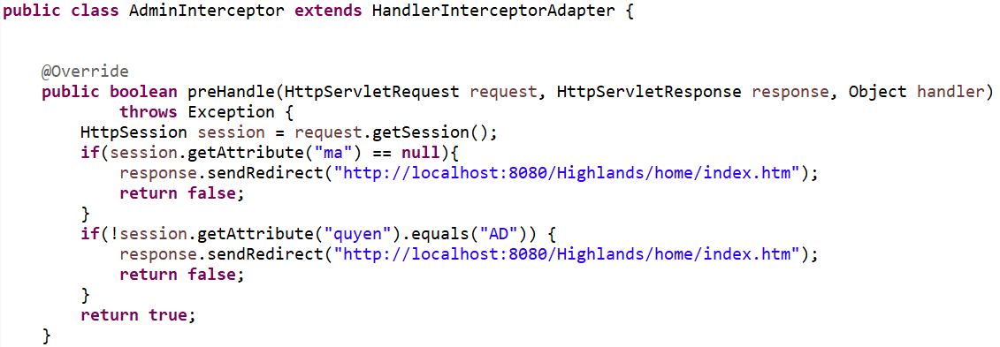 public class AdminInterceptor extends HandlerInterceptorAdapter {
@Override
public boolean preHandle(HttpServletRequest request, HttpServletResponse response, Object handler)
throws Exception {
HttpSession session = request.getSession();
if(session.getAttribute("ma") == null){
response.sendRedirect("http://localhost:8080/Highlands/home/index.htm");
return false;
}
if(!session.getAttribute("quyen").equals("AD")) {
response.sendRedirect("http://localhost:8080/Highlands/home/index.htm");
return false;
}
return true;
}